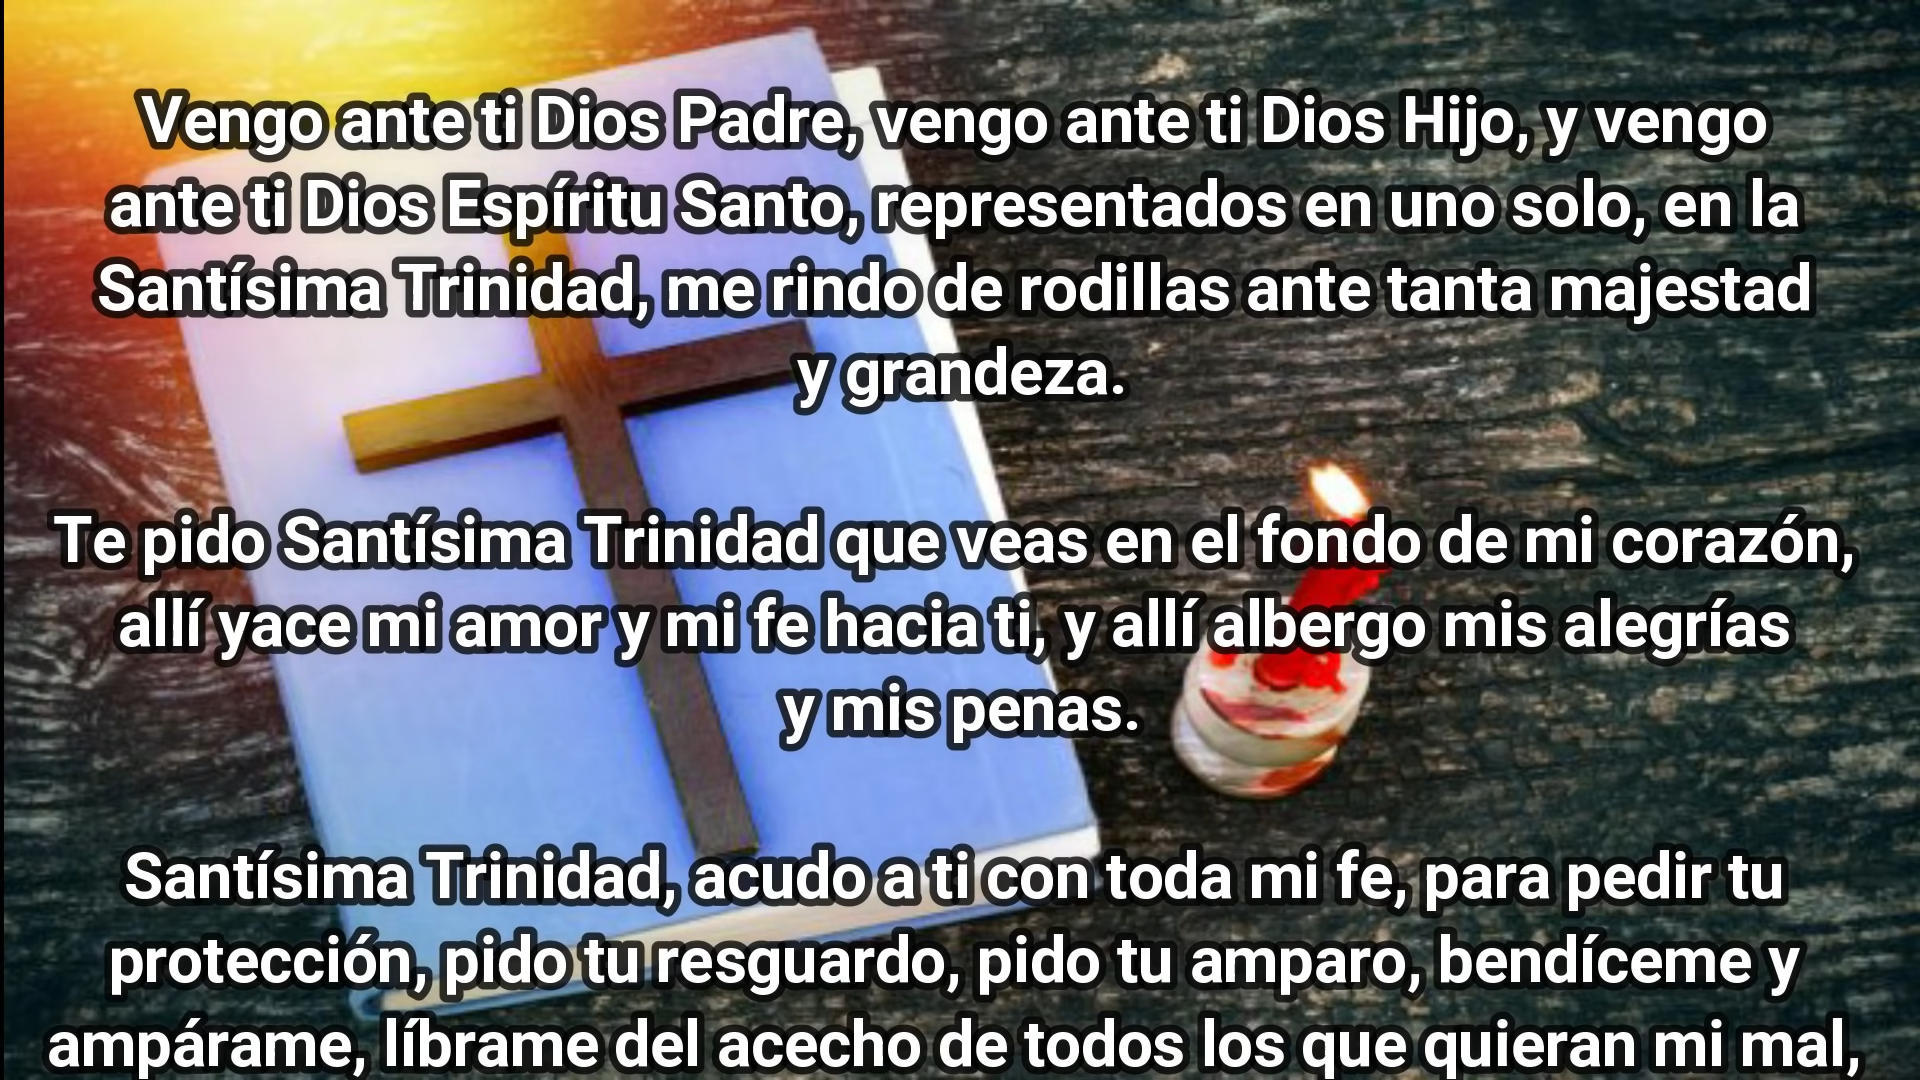 Vengo ante ti Dios Padre, vengo ante ti Dios Hijo, y vengo
ante ti Dios Espíritu Santo, representados en uno solo, en la
Santísima Trinidad, me rindo de rodillas ante tanta majestad
y grandeza.
Te pido Santísima Trinidad que veas en el fondo de mi corazón,
allí yace mi amor y mi fe hacia ti, y allí albergo mis alegrías
y mis penas.
Santísima Trinidad, acudo a ti con toda mi fe, para pedir tu
protección, pido tu resguardo, pido tu amparo, bendíceme y
ampárame, líbrame del acecho de todos los que quieran mi mal,